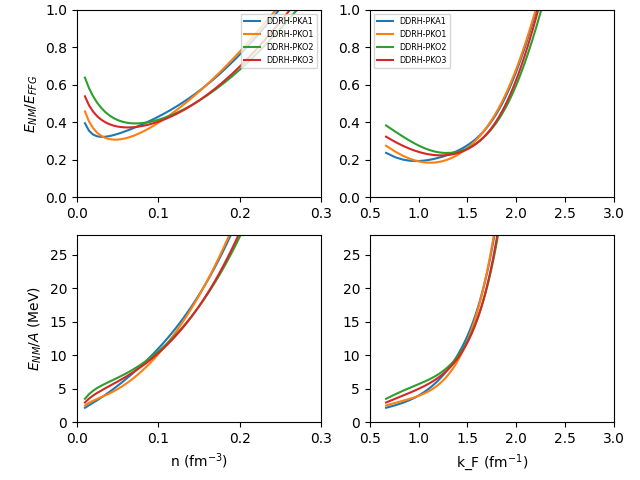 E_NM/E_FFG
1.0
0.8
0.6
0.4
0.2
0.0
0.0 0.1 0.2 0.3
DDRH-PKA1
DDRH-PKO1
DDRH-PKO2
DDRH-PKO3
1.0
0.8
0.6
0.4
0.2
0.0
0.5 1.0 1.5 2.0 2.5 3.0
DDRH-PKA1
DDRH-PKO1
DDRH-PKO2
DDRH-PKO3
E_NM/A (MeV)
25
20
15
10
5
0
0.0 0.1 0.2 0.3
n (fm⁻³)
25
20
15
10
5
0
0.5 1.0 1.5 2.0 2.5 3.0
k_F (fm⁻¹)